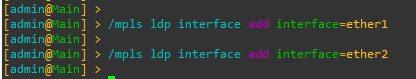 [admin@Main] >
[admin@Main] > /mpls ldp interface add interface=ether1
[admin@Main] >
[admin@Main] > /mpls ldp interface add interface=ether2
[admin@Main] >